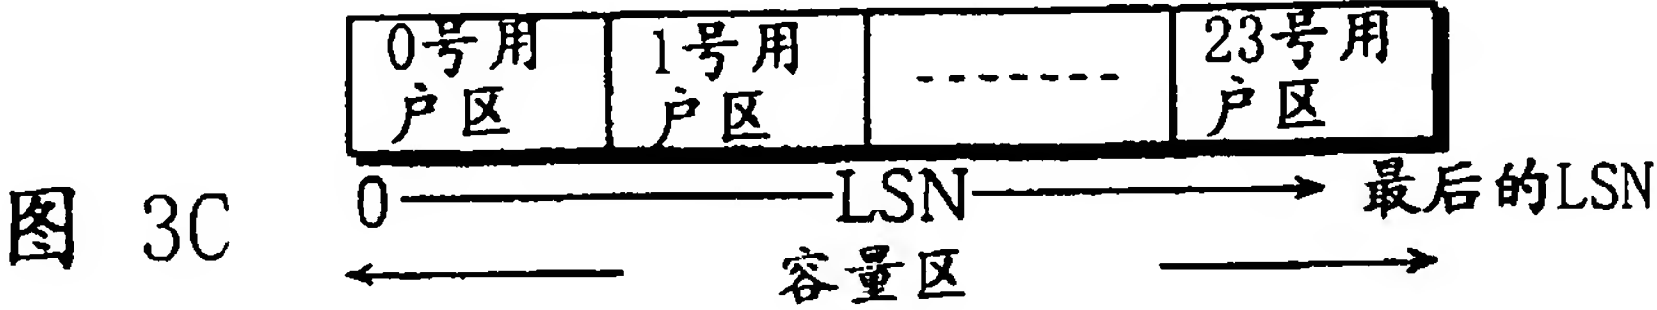 0号用
户区
1号用
户区
23号用
户区
0 LSN 最后的LSN
图 3C
容量区